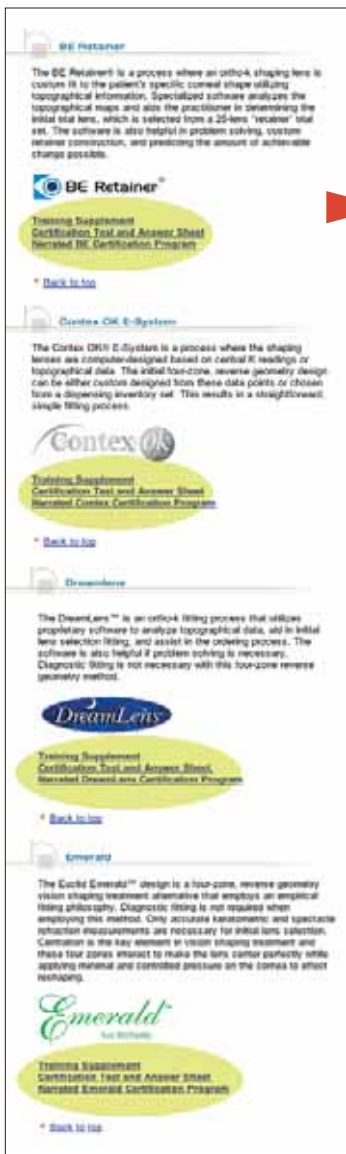 BE Retainer
The BE Retainer® is a process where an ortho-k shaping lens is
custom fit to the patient's specific corneal shape utilizing
topographical information. Specialized software analyzes the
topographical maps and aids the practitioner in determining the
initial trial lens, which is selected from a 25-lens "retainer" trial
set. The software is also helpful in problem solving, custom
retainer construction, and predicting the amount of achievable
change possible.
BE Retainer®
Training Supplement
Certification Test and Answer Sheet
Narrated BE Certification Program
Back to top
Contex OK E-System
The Contex OK® E-System is a process where the shaping
lenses are computer-designed based on central K readings or
topographical data. The initial four-zone, reverse geometry design
can be either custom designed from these data points or chosen
from a dispensing inventory set. This results in a straightforward,
simple fitting process.
Contex OK
Training Supplement
Certification Test and Answer Sheet
Narrated Contex Certification Program
Back to top
Dreamlens
The DreamLens™ is an ortho-k fitting process that utilizes
proprietary software to analyze topographical data, aid in initial
lens selection fitting, and assist in the ordering process. The
software is also helpful if problem solving is necessary.
Diagnostic fitting is not necessary with this four-zone reverse
geometry method.
DreamLens
Training Supplement
Certification Test and Answer Sheet
Narrated DreamLens Certification Program
Back to top
Emerald
The Euclid Emerald™ design is a four-zone, reverse geometry
vision shaping treatment alternative that employs an empirical
fitting philosophy. Diagnostic fitting is not required when
employing this method. Only accurate keratometric and spectacle
refraction measurements are necessary for initial lens selection.
Centration is the key element in vision shaping treatment and
these four zones interact to make the lens center perfectly while
applying minimal and controlled pressure on the cornea to effect
reshaping.
Emerald™
Training Supplement
Certification Test and Answer Sheet
Narrated Emerald Certification Program
Back to top